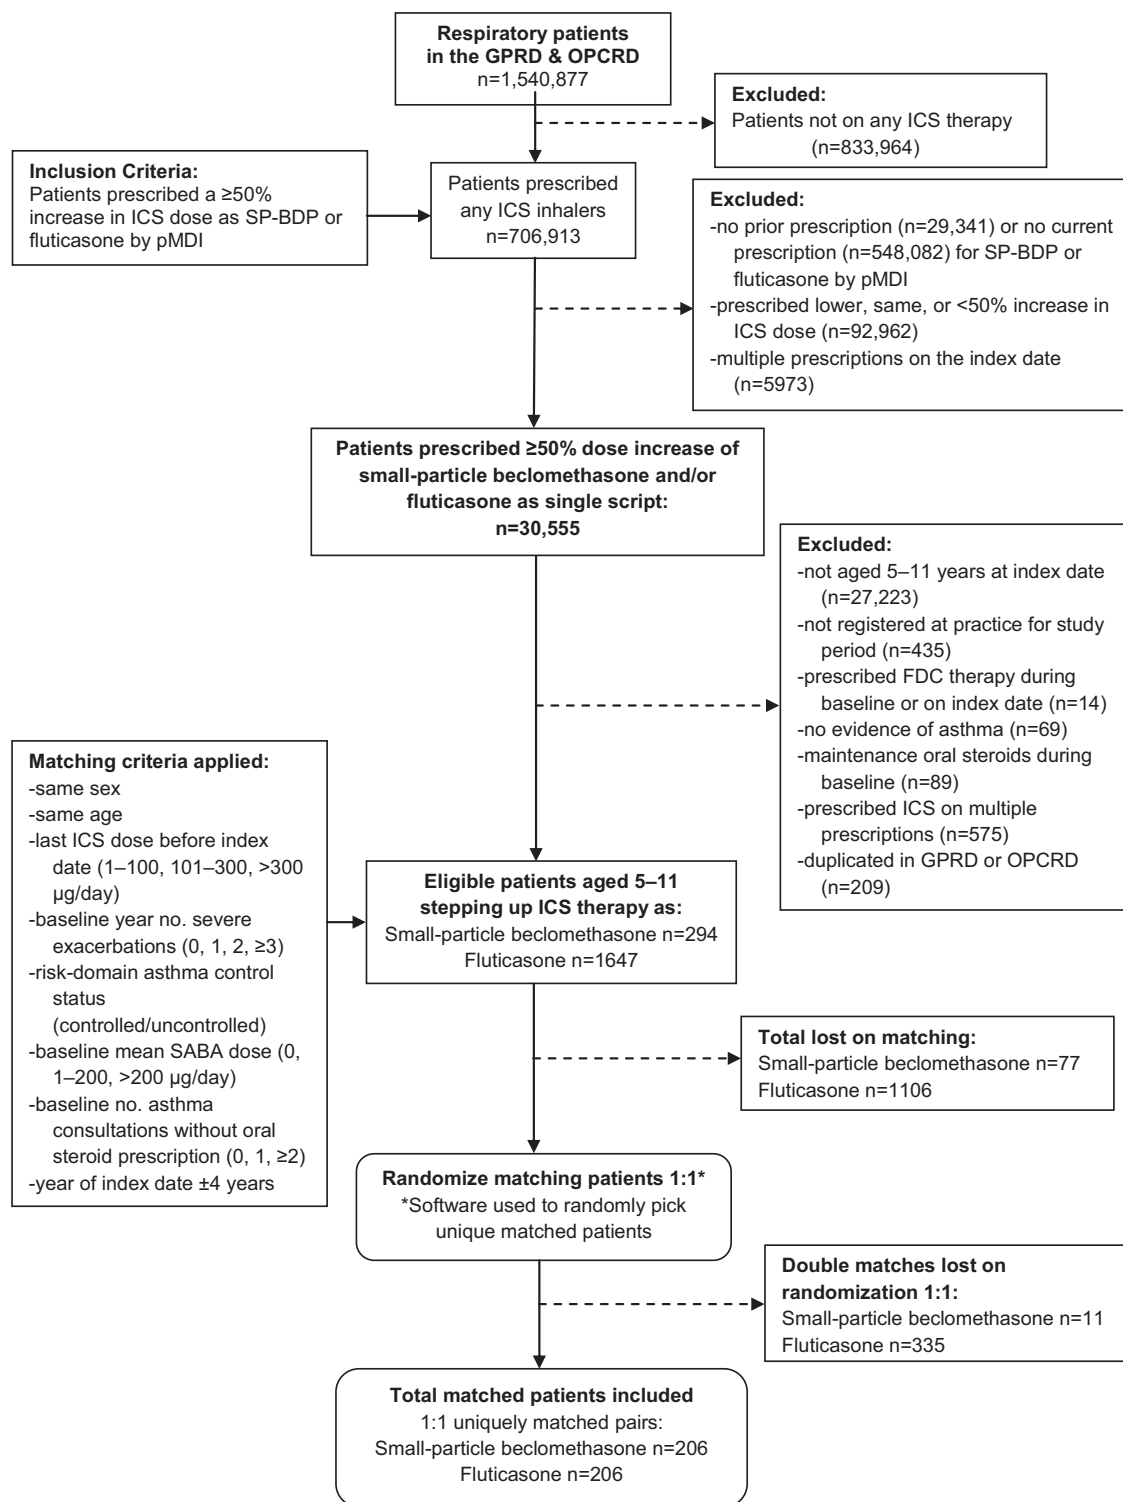 Respiratory patients
in the GPRD & OPCRD
n=1,540,877
Excluded:
Patients not on any ICS therapy
(n=833,964)
Inclusion Criteria:
Patients prescribed a ≥50%
increase in ICS dose as SP-BDP or
fluticasone by pMDI
Patients prescribed
any ICS inhalers
n=706,913
Excluded:
-no prior prescription (n=29,341) or no current
prescription (n=548,082) for SP-BDP or
fluticasone by pMDI
-prescribed lower, same, or <50% increase in
ICS dose (n=92,962)
-multiple prescriptions on the index date
(n=5973)
Patients prescribed ≥50% dose increase of
small-particle beclomethasone and/or
fluticasone as single script:
n=30,555
Excluded:
-not aged 5–11 years at index date
(n=27,223)
-not registered at practice for study
period (n=435)
-prescribed FDC therapy during
baseline or on index date (n=14)
-no evidence of asthma (n=69)
-maintenance oral steroids during
baseline (n=89)
-prescribed ICS on multiple
prescriptions (n=575)
-duplicated in GPRD or OPCRD
(n=209)
Matching criteria applied:
-same sex
-same age
-last ICS dose before index
date (1–100, 101–300, >300
µg/day)
-baseline year no. severe
exacerbations (0, 1, 2, ≥3)
-risk-domain asthma control
status
(controlled/uncontrolled)
-baseline mean SABA dose (0,
1–200, >200 µg/day)
-baseline no. asthma
consultations without oral
steroid prescription (0, 1, ≥2)
-year of index date ±4 years
Eligible patients aged 5–11
stepping up ICS therapy as:
Small-particle beclomethasone n=294
Fluticasone n=1647
Total lost on matching:
Small-particle beclomethasone n=77
Fluticasone n=1106
Randomize matching patients 1:1*
*Software used to randomly pick
unique matched patients
Double matches lost on
randomization 1:1:
Small-particle beclomethasone n=11
Fluticasone n=335
Total matched patients included
1:1 uniquely matched pairs:
Small-particle beclomethasone n=206
Fluticasone n=206